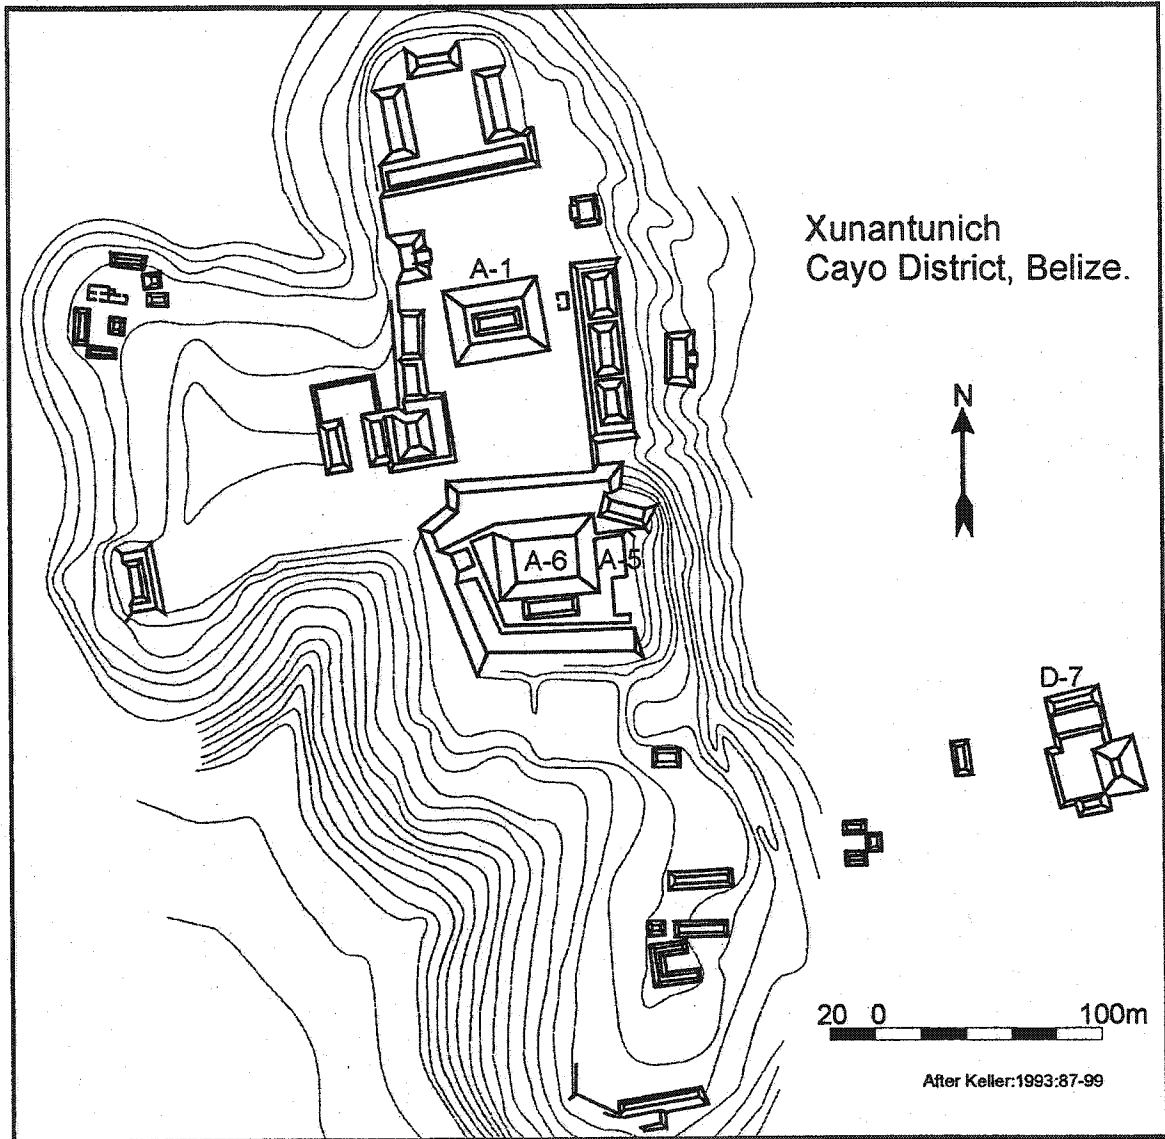 Xunantunich
Cayo District, Belize.
A-1
N
A-6
A-5
D-7
20 0 100m
After Keller:1993:87-99